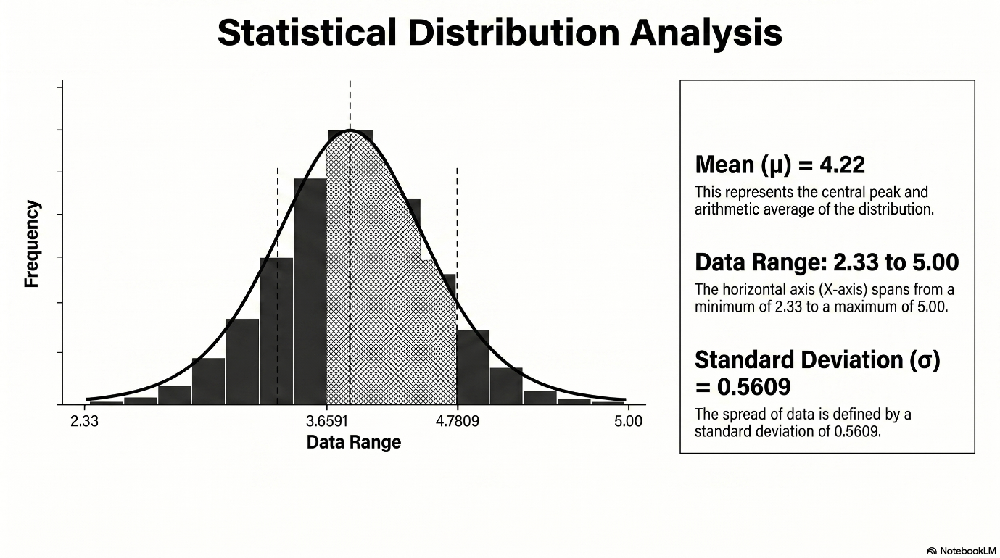 Statistical Distribution Analysis
Frequency
2.33
3.6591
4.7809
5.00
Data Range
Mean (μ) = 4.22
This represents the central peak and
arithmetic average of the distribution.
Data Range: 2.33 to 5.00
The horizontal axis (X-axis) spans from a
minimum of 2.33 to a maximum of 5.00.
Standard Deviation (σ)
= 0.5609
The spread of data is defined by a
standard deviation of 0.5609.
NotebookLM